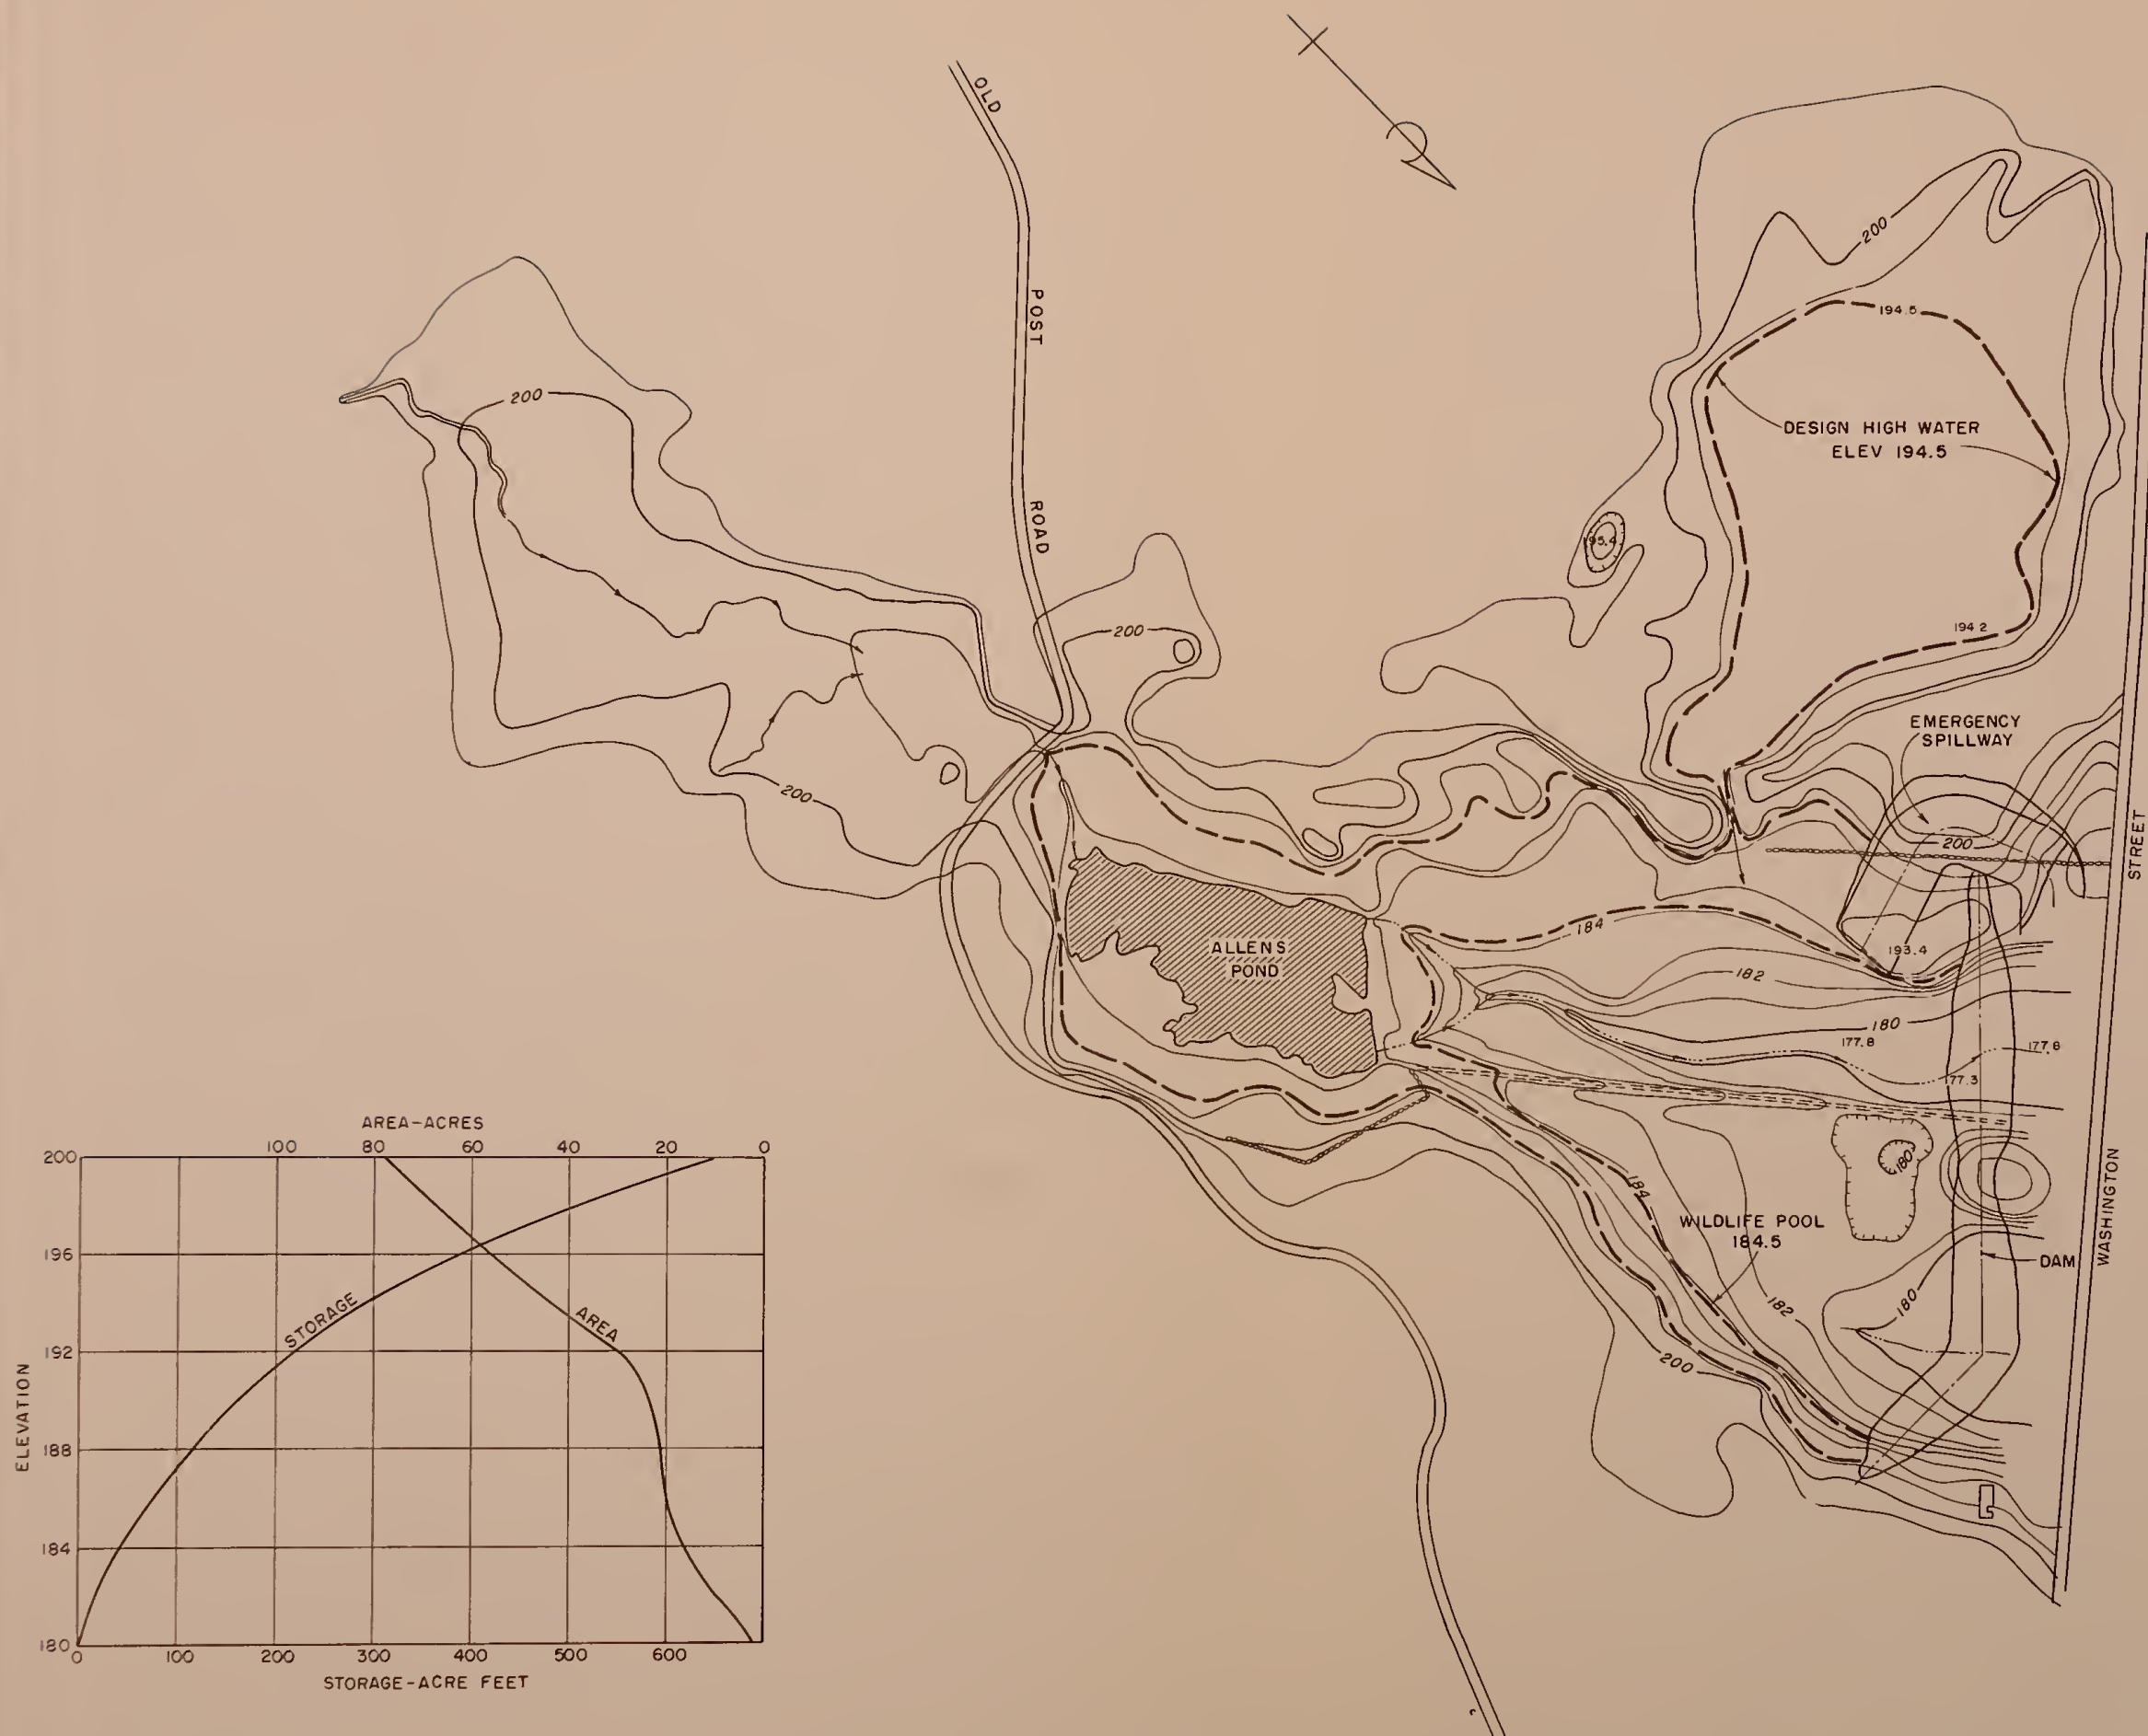 OLD
POST
ROAD
200
194.5
DESIGN HIGH WATER
ELEV 194.5
95.4
194 2
200
200
200
EMERGENCY
SPILLWAY
200
STREET
ALLENS
POND
184
193.4
182
180
177.8
177.8
177.3
180
184
WILDLIFE POOL
184.5
182
180
DAM
WASHINGTON
200
AREA-ACRES
100 80 60 40 20 0
200
196
192
188
184
180
ELEVATION
STORAGE
AREA
0 100 200 300 400 500 600
STORAGE-ACRE FEET